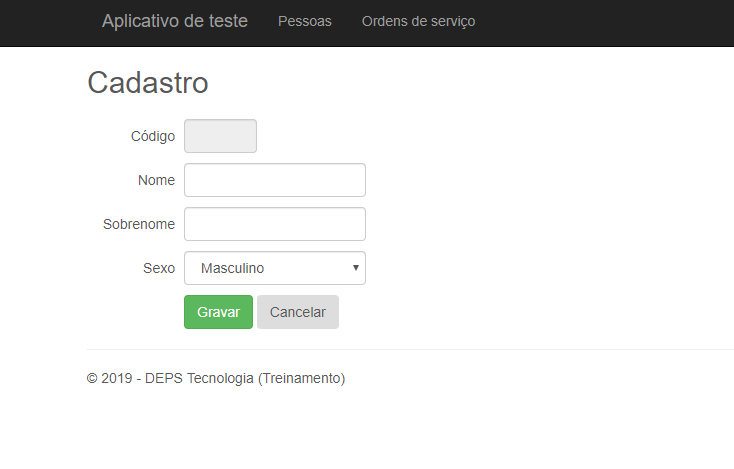 Aplicativo de teste Pessoas Ordens de serviço
Cadastro
Código
Nome
Sobrenome
Sexo Masculino
Gravar Cancelar
© 2019 - DEPS Tecnologia (Treinamento)